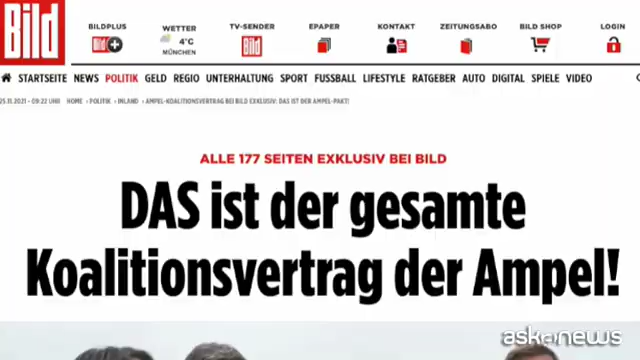 Bild
BILDPLUS
Bild
WETTER
4°C
MÜNCHEN
TV-SENDER
Bild
EPAPER
KONTAKT
ZEITUNGSABO
BILD SHOP
LOGIN
STARTSEITE NEWS POLITIK GELD REGIO UNTERHALTUNG SPORT FUSSBALL LIFESTYLE RATGEBER AUTO DIGITAL SPIELE VIDEO
25.11.2021 - 09:22 UHR HOME › POLITIK › INLAND › AMPEL-KOALITIONSVERTRAG BEI BILD EXKLUSIV: DAS IST DER AMPEL-PAKT!
ALLE 177 SEITEN EXKLUSIV BEI BILD
DAS ist der gesamte
Koalitionsvertrag der Ampel!
askanews